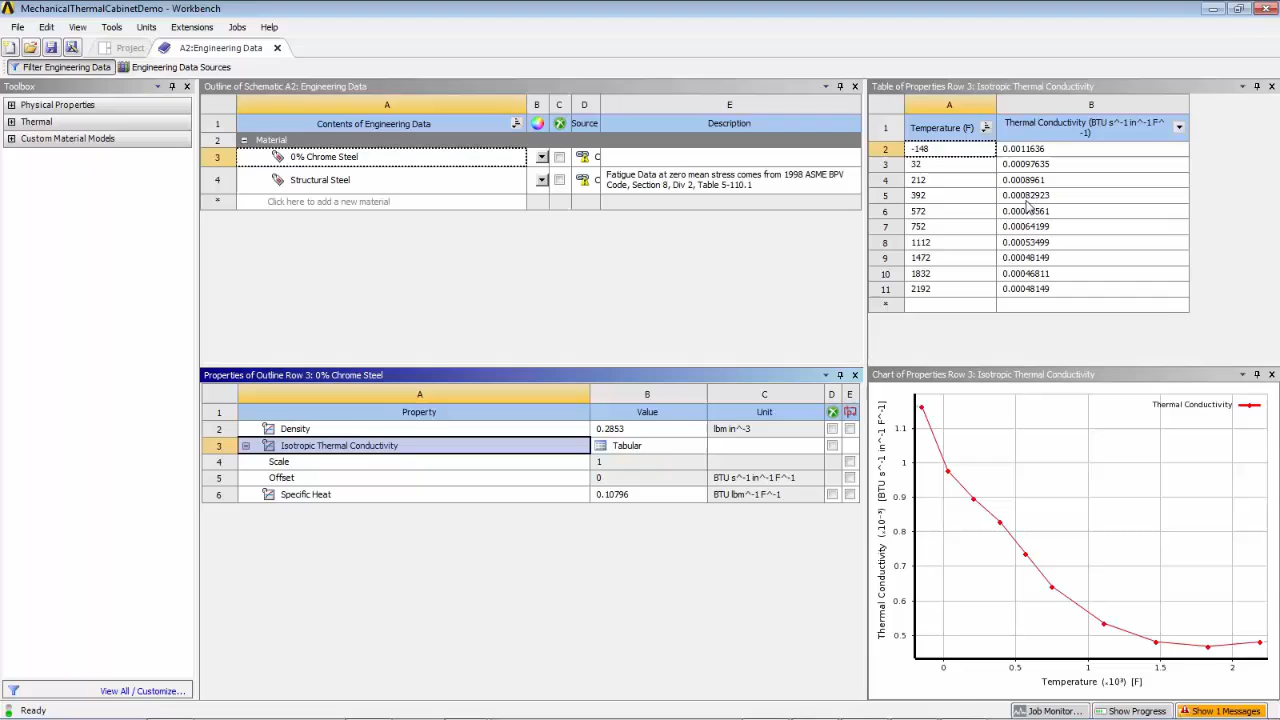 MechanicalThermalCabinetDemo - Workbench
File Edit View Tools Units Extensions Jobs Help
Project A2:Engineering Data
Filter Engineering Data Engineering Data Sources
Toolbox
Physical Properties
Thermal
Custom Material Models
View All / Customize...
Outline of Schematic A2: Engineering Data
A B C D E
1 Contents of Engineering Data Source Description
2 Material
3 0% Chrome Steel C
4 Structural Steel C Fatigue Data at zero mean stress comes from 1998 ASME BPV
Code, Section 8, Div 2, Table 5-110.1
* Click here to add a new material
Properties of Outline Row 3: 0% Chrome Steel
A B C D E
1 Property Value Unit
2 Density 0.2853 lbm in^-3
3 Isotropic Thermal Conductivity Tabular
4 Scale 1
5 Offset 0 BTU s^-1 in^-1 F^-1
6 Specific Heat 0.10796 BTU lbm^-1 F^-1
Table of Properties Row 3: Isotropic Thermal Conductivity
A B
1 Temperature (F) Thermal Conductivity (BTU s^-1 in^-1 F^
-1)
2 -148 0.0011636
3 32 0.00097635
4 212 0.0008961
5 392 0.00082923
6 572
7 752 0.00064199
8 1112 0.00053499
9 1472 0.00048149
10 1832 0.00046811
11 2192 0.00048149
*
Chart of Properties Row 3: Isotropic Thermal Conductivity
Thermal Conductivity
Thermal Conductivity (.10⁻³) [BTU s^-1 in^-1 F^-1]
1.1
1
0.9
0.8
0.7
0.6
0.5
0 0.5 1 1.5 2
Temperature (.10³) [F]
Ready
Job Monitor... Show Progress Show 1 Messages